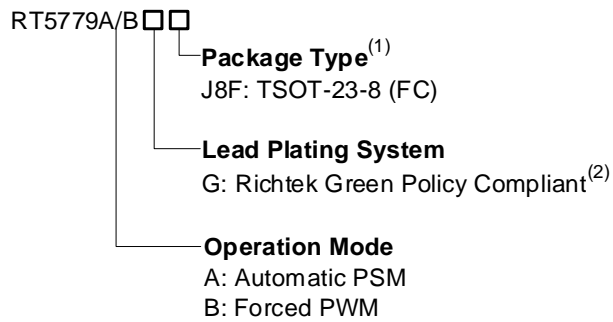 RT5779A/B□□
Package Type(1)
J8F: TSOT-23-8 (FC)
Lead Plating System
G: Richtek Green Policy Compliant(2)
Operation Mode
A: Automatic PSM
B: Forced PWM